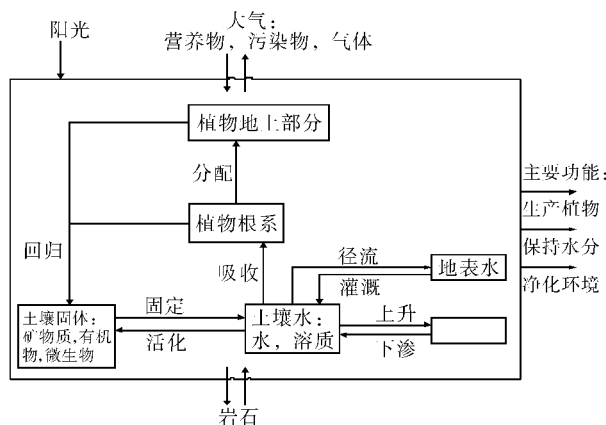 阳光
大气：
营养物，污染物，气体
植物地上部分
分配
主要功能：
生产植物
保持水分
净化环境
植物根系
回归
吸收
径流
地表水
灌溉
土壤固体：
矿物质,有机
物,微生物
固定
活化
土壤水：
水，溶质
上升
下渗
岩石